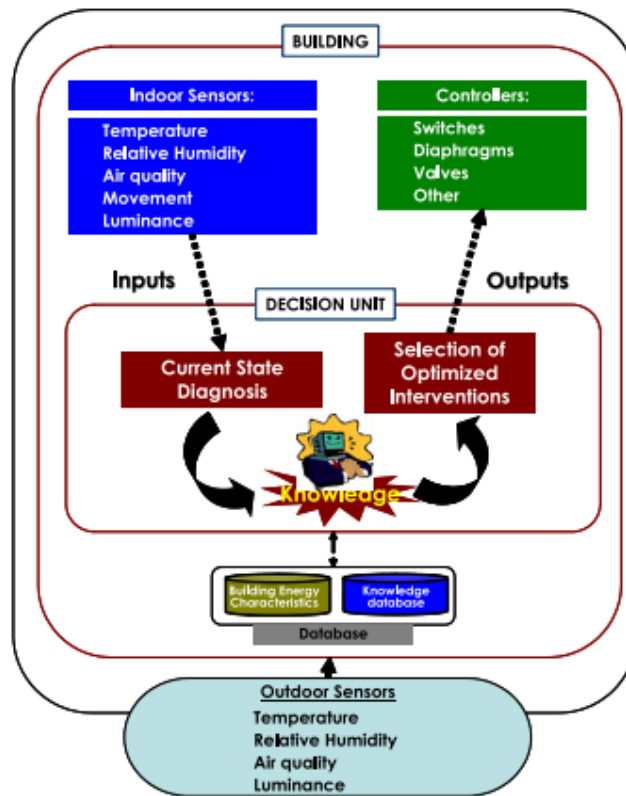 BUILDING
Indoor Sensors:
Temperature
Relative Humidity
Air quality
Movement
Luminance
Controllers:
Switches
Diaphragms
Valves
Other
Inputs
Outputs
DECISION UNIT
Current State
Diagnosis
Selection of
Optimized
Interventions
Knowledge
Building Energy
Characteristics
Knowledge
database
Database
Outdoor Sensors
Temperature
Relative Humidity
Air quality
Luminance